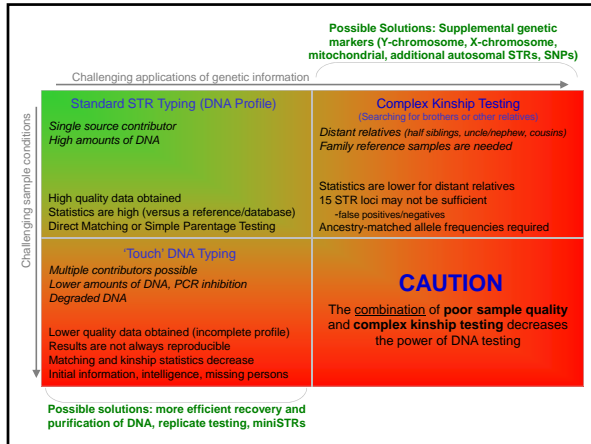 Possible Solutions: Supplemental genetic
markers (Y-chromosome, X-chromosome,
mitochondrial, additional autosomal STRs, SNPs)
Challenging applications of genetic information
Challenging sample conditions
Standard STR Typing (DNA Profile)
Single source contributor
High amounts of DNA
High quality data obtained
Statistics are high (versus a reference/database)
Direct Matching or Simple Parentage Testing
Complex Kinship Testing
(Searching for brothers or other relatives)
Distant relatives (half siblings, uncle/nephew, cousins)
Family reference samples are needed
Statistics are lower for distant relatives
15 STR loci may not be sufficient
-false positives/negatives
Ancestry-matched allele frequencies required
'Touch' DNA Typing
Multiple contributors possible
Lower amounts of DNA, PCR inhibition
Degraded DNA
Lower quality data obtained (incomplete profile)
Results are not always reproducible
Matching and kinship statistics decrease
Initial information, intelligence, missing persons
CAUTION
The combination of poor sample quality
and complex kinship testing decreases
the power of DNA testing
Possible solutions: more efficient recovery and
purification of DNA, replicate testing, miniSTRs